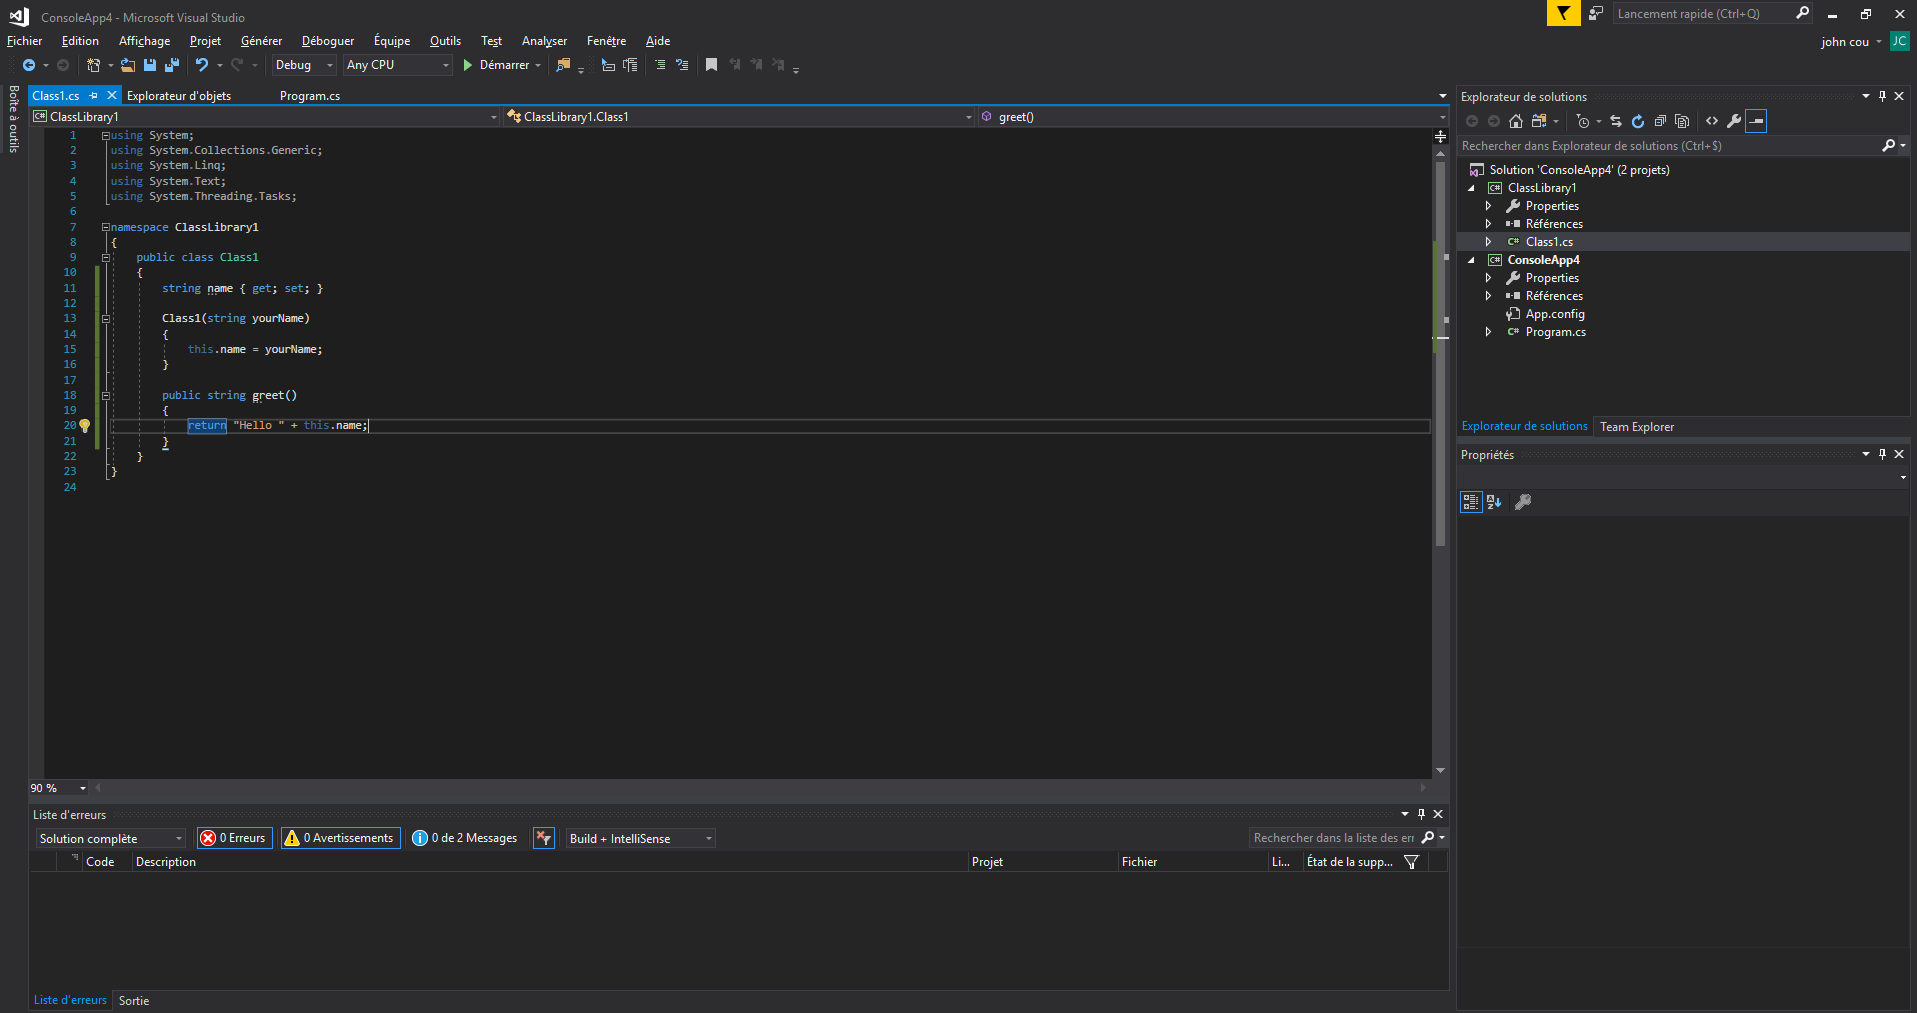 ConsoleApp4 - Microsoft Visual Studio
Lancement rapide (Ctrl+Q)
Fichier Edition Affichage Projet Générer Déboguer Équipe Outils Test Analyser Fenêtre Aide
john cou JC
Debug Any CPU Démarrer
Boîte à outils
Class1.cs Explorateur d'objets Program.cs
ClassLibrary1 ClassLibrary1.Class1 greet()
1 using System;
2 using System.Collections.Generic;
3 using System.Linq;
4 using System.Text;
5 using System.Threading.Tasks;
6
7 namespace ClassLibrary1
8 {
9 public class Class1
10 {
11 string name { get; set; }
12
13 Class1(string yourName)
14 {
15 this.name = yourName;
16 }
17
18 public string greet()
19 {
20 return "Hello " + this.name;
21 }
22 }
23 }
24
90 %
Explorateur de solutions
Rechercher dans Explorateur de solutions (Ctrl+$)
Solution 'ConsoleApp4' (2 projets)
C# ClassLibrary1
Properties
Références
C# Class1.cs
C# ConsoleApp4
Properties
Références
App.config
C# Program.cs
Explorateur de solutions Team Explorer
Propriétés
Liste d'erreurs
Solution complète 0 Erreurs 0 Avertissements 0 de 2 Messages Build + IntelliSense Rechercher dans la liste des err
Code Description Projet Fichier Li... État de la supp...
Liste d'erreurs Sortie